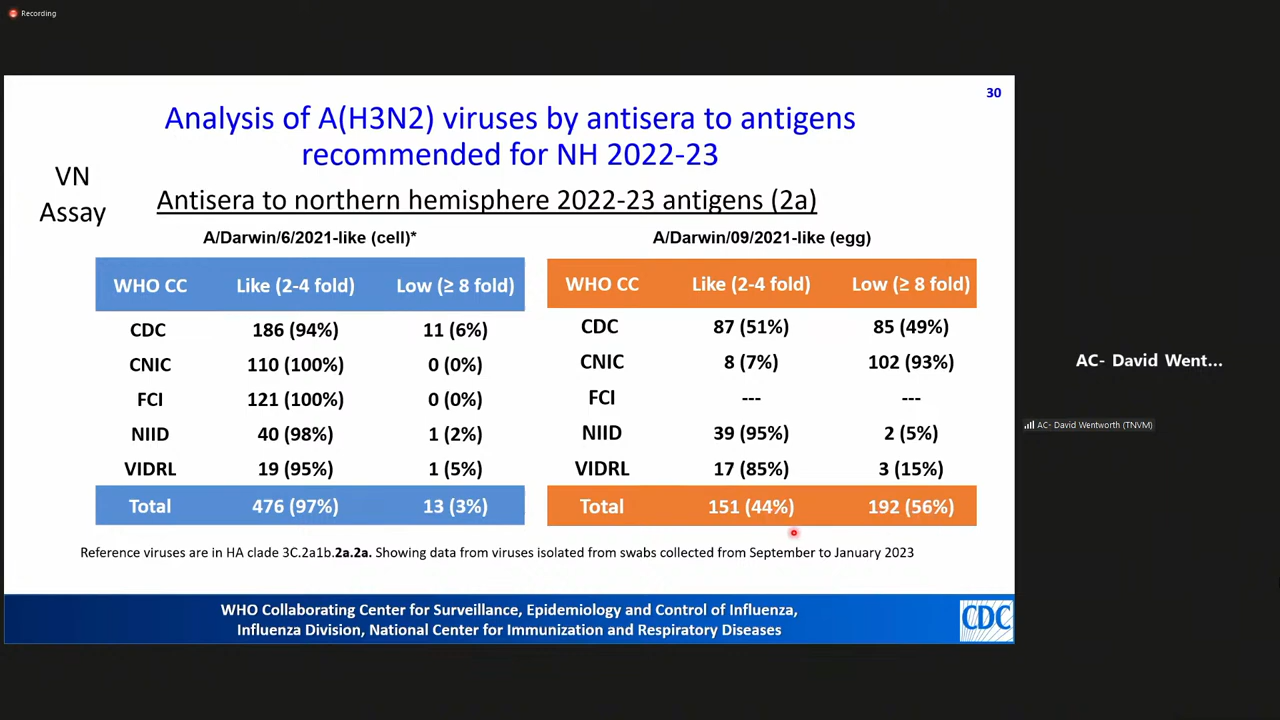 Recording
30
Analysis of A(H3N2) viruses by antisera to antigens
recommended for NH 2022-23
VN
Assay
Antisera to northern hemisphere 2022-23 antigens (2a)
A/Darwin/6/2021-like (cell)*
WHO CC Like (2-4 fold) Low (≥ 8 fold)
CDC 186 (94%) 11 (6%)
CNIC 110 (100%) 0 (0%)
FCI 121 (100%) 0 (0%)
NIID 40 (98%) 1 (2%)
VIDRL 19 (95%) 1 (5%)
Total 476 (97%) 13 (3%)
A/Darwin/09/2021-like (egg)
WHO CC Like (2-4 fold) Low (≥ 8 fold)
CDC 87 (51%) 85 (49%)
CNIC 8 (7%) 102 (93%)
FCI --- ---
NIID 39 (95%) 2 (5%)
VIDRL 17 (85%) 3 (15%)
Total 151 (44%) 192 (56%)
Reference viruses are in HA clade 3C.2a1b.2a.2a. Showing data from viruses isolated from swabs collected from September to January 2023
WHO Collaborating Center for Surveillance, Epidemiology and Control of Influenza,
Influenza Division, National Center for Immunization and Respiratory Diseases
CDC
AC- David Went...
AC- David Wentworth (TNVM)